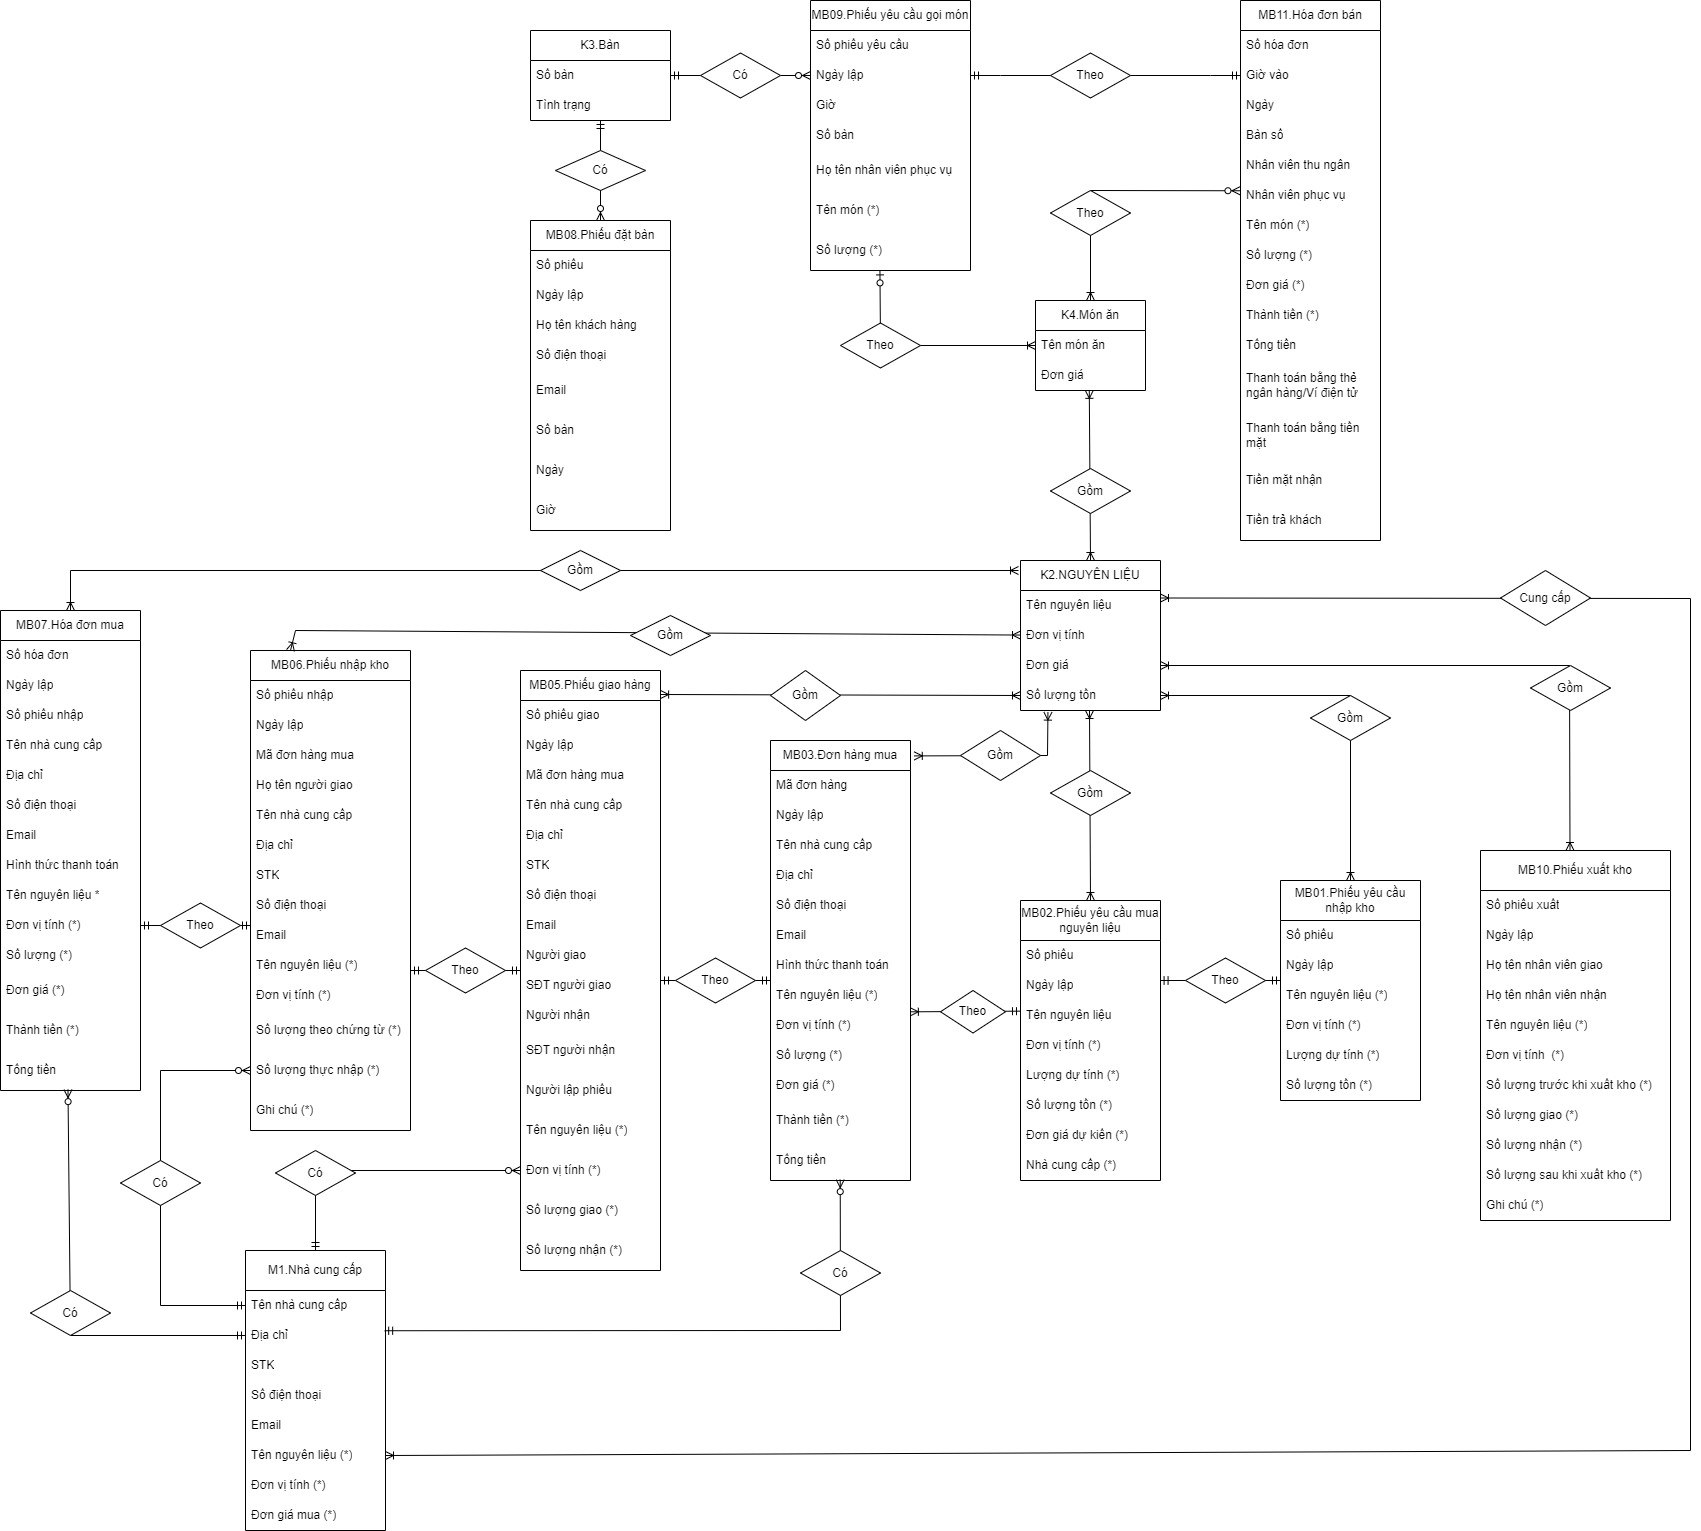 MB09.Phiếu yêu cầu gọi món
Số phiếu yêu cầu
Ngày lập
Giờ
Số bàn
Họ tên nhân viên phục vụ
Tên món (*)
Số lượng (*)
MB11.Hóa đơn bán
Số hóa đơn
Giờ vào
Ngày
Bàn số
Nhân viên thu ngân
Nhân viên phục vụ
Tên món (*)
Số lượng (*)
Đơn giá (*)
Thành tiền (*)
Tổng tiền
Thanh toán bằng thẻ
ngân hàng/Ví điện tử
Thanh toán bằng tiền
mặt
Tiền mặt nhận
Tiền trả khách
K3.Bàn
Số bàn
Tình trạng
Có
Theo
Có
Theo
Theo
MB08.Phiếu đặt bàn
Số phiếu
Ngày lập
Họ tên khách hàng
Số điện thoại
Email
Số bàn
Ngày
Giờ
K4.Món ăn
Tên món ăn
Đơn giá
Gồm
Gồm
K2.NGUYÊN LIỆU
Tên nguyên liệu
Đơn vị tính
Đơn giá
Số lượng tồn
Cung cấp
Gồm
Gồm
Gồm
Gồm
Gồm
Gồm
MB07.Hóa đơn mua
Số hóa đơn
Ngày lập
Số phiếu nhập
Tên nhà cung cấp
Địa chỉ
Số điện thoại
Email
Hình thức thanh toán
Tên nguyên liệu *
Đơn vị tính (*)
Số lượng (*)
Đơn giá (*)
Thành tiền (*)
Tổng tiền
Theo
MB06.Phiếu nhập kho
Số phiếu nhập
Ngày lập
Mã đơn hàng mua
Họ tên người giao
Tên nhà cung cấp
Địa chỉ
STK
Số điện thoại
Email
Tên nguyên liệu (*)
Đơn vị tính (*)
Số lượng theo chứng từ (*)
Số lượng thực nhập (*)
Ghi chú (*)
Theo
MB05.Phiếu giao hàng
Số phiếu giao
Ngày lập
Mã đơn hàng mua
Tên nhà cung cấp
Địa chỉ
STK
Số điện thoại
Email
Người giao
SĐT người giao
Người nhận
SĐT người nhận
Người lập phiếu
Tên nguyên liệu (*)
Đơn vị tính (*)
Số lượng giao (*)
Số lượng nhận (*)
Theo
MB03.Đơn hàng mua
Mã đơn hàng
Ngày lập
Tên nhà cung cấp
Địa chỉ
Số điện thoại
Email
Hình thức thanh toán
Tên nguyên liệu (*)
Đơn vị tính (*)
Số lượng (*)
Đơn giá (*)
Thành tiền (*)
Tổng tiền
Theo
MB02.Phiếu yêu cầu mua
nguyên liệu
Số phiếu
Ngày lập
Tên nguyên liệu
Đơn vị tính (*)
Lượng dự tính (*)
Số lượng tồn (*)
Đơn giá dự kiến (*)
Nhà cung cấp (*)
Theo
MB01.Phiếu yêu cầu
nhập kho
Số phiếu
Ngày lập
Tên nguyên liệu (*)
Đơn vị tính (*)
Lượng dự tính (*)
Số lượng tồn (*)
MB10.Phiếu xuất kho
Số phiếu xuất
Ngày lập
Họ tên nhân viên giao
Họ tên nhân viên nhận
Tên nguyên liệu (*)
Đơn vị tính (*)
Số lượng trước khi xuất kho (*)
Số lượng giao (*)
Số lượng nhận (*)
Số lượng sau khi xuất kho (*)
Ghi chú (*)
Có
Có
Có
Có
M1.Nhà cung cấp
Tên nhà cung cấp
Địa chỉ
STK
Số điện thoại
Email
Tên nguyên liệu (*)
Đơn vị tính (*)
Đơn giá mua (*)